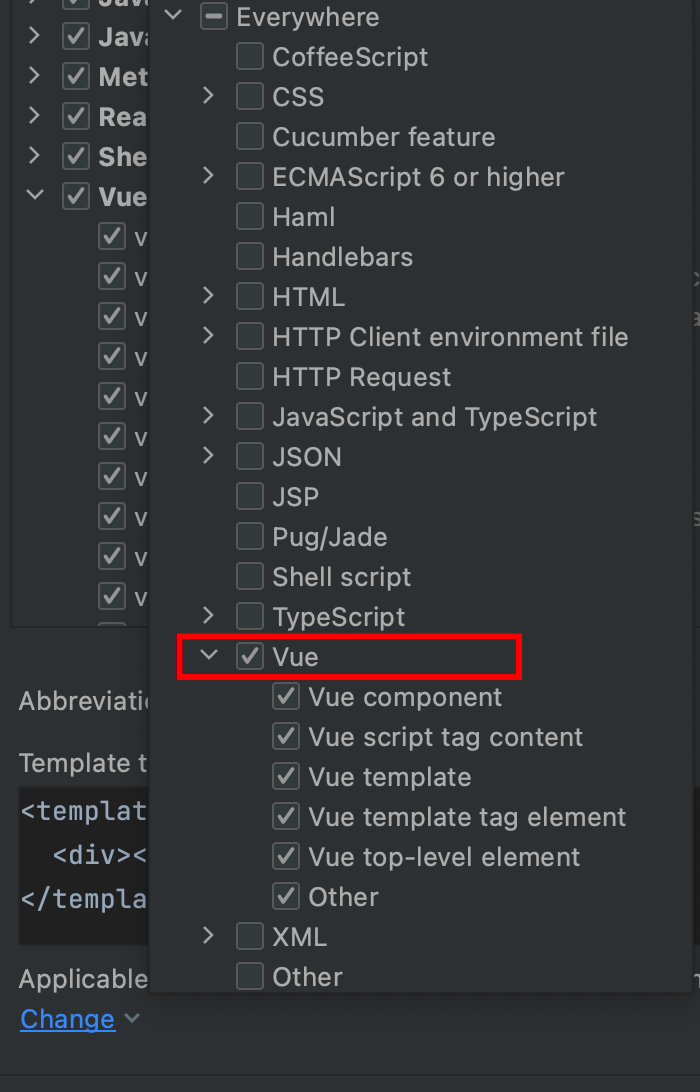 Everywhere
CoffeeScript
CSS
Cucumber feature
ECMAScript 6 or higher
Haml
Handlebars
HTML
HTTP Client environment file
HTTP Request
JavaScript and TypeScript
JSON
JSP
Pug/Jade
Shell script
TypeScript
Vue
Vue component
Vue script tag content
Vue template
Vue template tag element
Vue top-level element
Other
XML
Other
Java
Met
Rea
She
Vue
v
v
v
v
v
v
v
v
v
v
Abbreviati
Template t
<templat
<div><
</templa
Applicable
Change